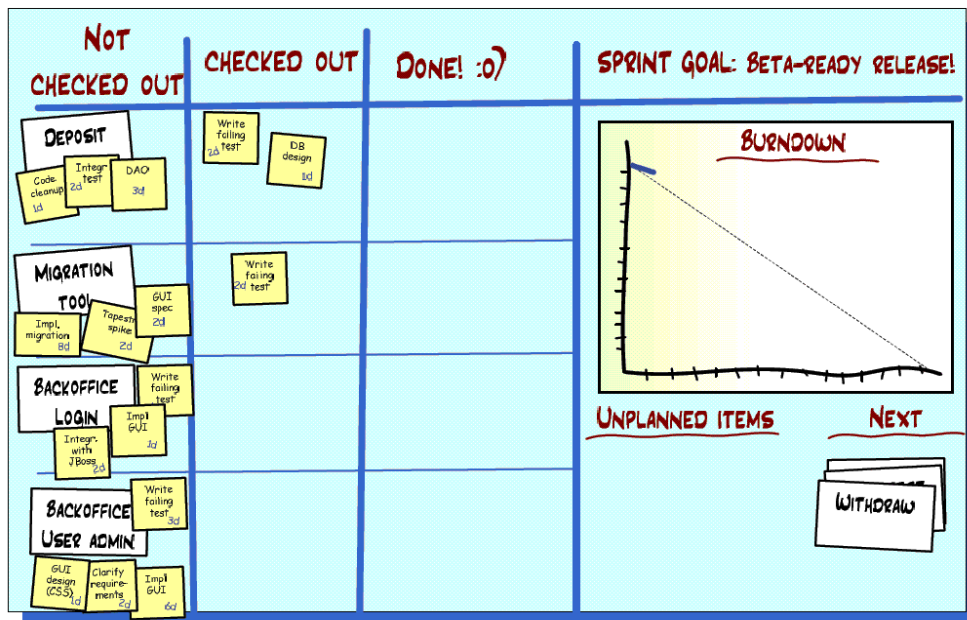 NOT
CHECKED OUT
CHECKED OUT
DONE! :o)
SPRINT GOAL: BETA-READY RELEASE!
DEPOSIT
Code
cleanup
1d
Integr
test
2d
DAO
3d
Write
failing
test
2d
DB
design
1d
BURNDOWN
MIGRATION
TOOL
Impl.
migration
8d
Tapestr
spike
2d
GUI
spec
2d
Write
failing
test
2d
BACKOFFICE
LOGIN
Write
failing
test
Impl
GUI
1d
Integr.
with
JBoss
2d
UNPLANNED ITEMS
NEXT
WITHDRAW
BACKOFFICE
USER ADMIN
Write
failing
test
3d
GUI
design
(CSS)
1d
Clarify
require-
ments
2d
Impl
GUI
6d